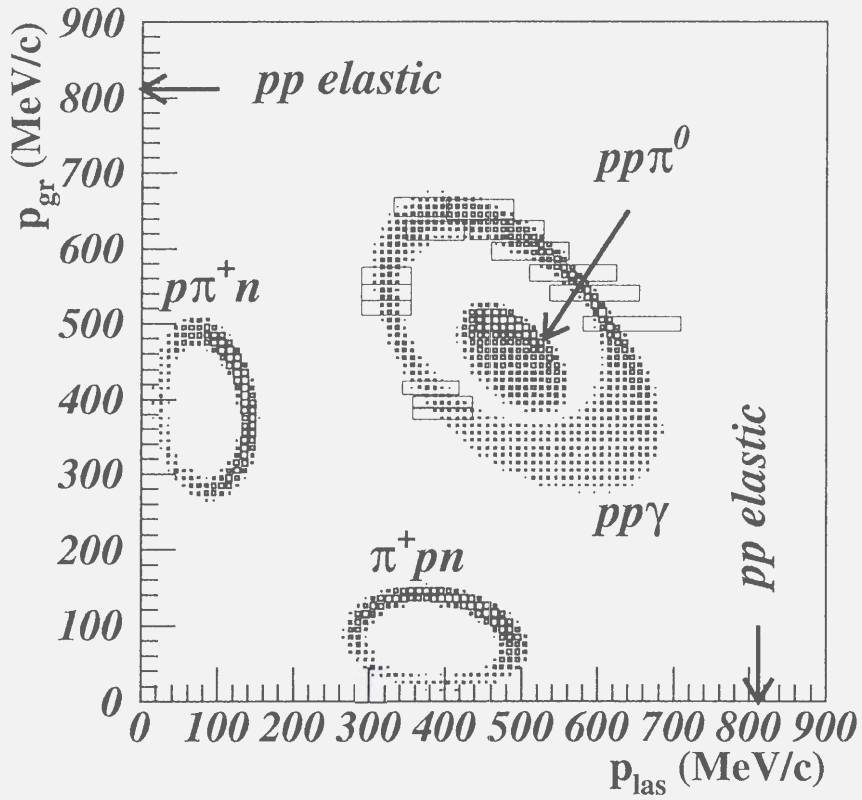 900
800
700
600
500
400
300
200
100
0
p_gr (MeV/c)
pp elastic
ppπ⁰
pπ⁺n
ppγ
π⁺pn
pp elastic
0 100 200 300 400 500 600 700 800 900
p_las (MeV/c)